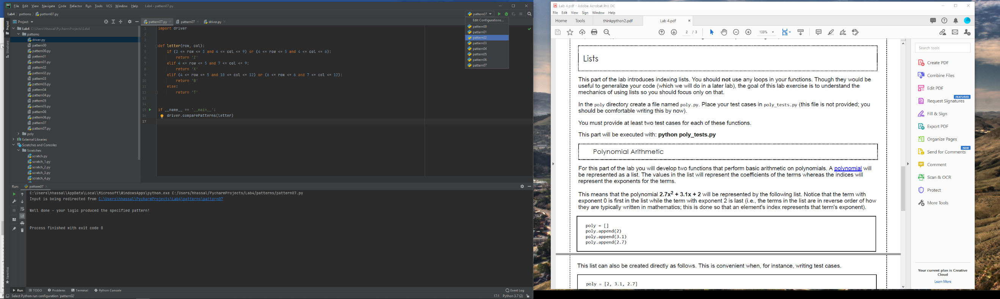 File Edit View Navigate Code Refactor Run Tools VCS Window Help Lab4 - pattern07.py
Lab4 patterns pattern07.py
pattern07
Project
pattern07.py pattern07 driver.py
Edit Configurations...
pattern00
pattern01
pattern02
pattern03
pattern04
pattern05
pattern06
pattern07
Project
Structure
Favorites
Lab4 C:\Users\hhassal\PycharmProjects\Lab4
patterns
driver.py
pattern00
pattern00.py
pattern01
pattern01.py
pattern02
pattern02.py
pattern03
pattern03.py
pattern04
pattern04.py
pattern05
pattern05.py
pattern06
pattern06.py
pattern07
pattern07.py
poly
External Libraries
Scratches and Consoles
Scratches
scratch.py
scratch_1.py
scratch_2.py
scratch_3.py
scratch_4.py
1 import driver
2
3
4 def letter(row, col):
5 if (2 <= row <= 3 and 4 <= col <= 9) or (4 <= row <= 5 and 4 <= col <= 6):
6 return 'Z'
7 elif 4 <= row <= 5 and 7 <= col <= 9:
8 return 'X'
9 elif (4 <= row <= 5 and 10 <= col <= 12) or (6 <= row <= 6 and 7 <= col <= 12):
10 return 'B'
11 else:
12 return 'T'
13
14
15 if __name__ == '__main__':
16 driver.comparePatterns(letter)
17
Run: pattern07
C:\Users\hhassal\AppData\Local\Microsoft\WindowsApps\python.exe C:/Users/hhassal/PycharmProjects/Lab4/patterns/pattern07.py
Input is being redirected from C:\Users\hhassal\PycharmProjects\Lab4\patterns\pattern07
Well done - your logic produced the specified pattern!
Process finished with exit code 0
Run TODO Problems Terminal Python Console Event Log
Select Python run configuration 'pattern02' 17:1 Python 3.7 (2)
Lab 4.pdf - Adobe Acrobat Pro DC
File Edit View Sign Window Help
Home Tools thinkpython2.pdf Lab 4.pdf ×
2 / 3 133%
Lists
This part of the lab introduces indexing lists. You should not use any loops in your functions. Though they would be
useful to generalize your code (which we will do in a later lab), the goal of this lab exercise is to understand the
mechanics of using lists so you should focus only on that.
In the poly directory create a file named poly.py. Place your test cases in poly_tests.py (this file is not provided; you
should be comfortable writing this by now).
You must provide at least two test cases for each of these functions.
This part will be executed with: python poly_tests.py
Polynomial Arithmetic
For this part of the lab you will develop two functions that perform basic arithmetic on polynomials. A polynomial will
be represented as a list. The values in the list will represent the coefficients of the terms whereas the indices will
represent the exponents for the terms.
This means that the polynomial 2.7x² + 3.1x + 2 will be represented by the following list. Notice that the term with
exponent 0 is first in the list while the term with exponent 2 is last (i.e., the terms in the list are in reverse order of how
they are typically written in mathematics; this is done so that an element's index represents that term's exponent).
poly = []
poly.append(2)
poly.append(3.1)
poly.append(2.7)
This list can also be created directly as follows. This is convenient when, for instance, writing test cases.
poly = [2, 3.1, 2.7]
Search tools
Create PDF
Combine Files
Edit PDF
FEATURED
Request Signatures
Fill & Sign
Export PDF
Organize Pages
NEW
Send for Comments
Comment
Scan & OCR
Protect
More Tools
Your current plan is Creative
Cloud
Learn More